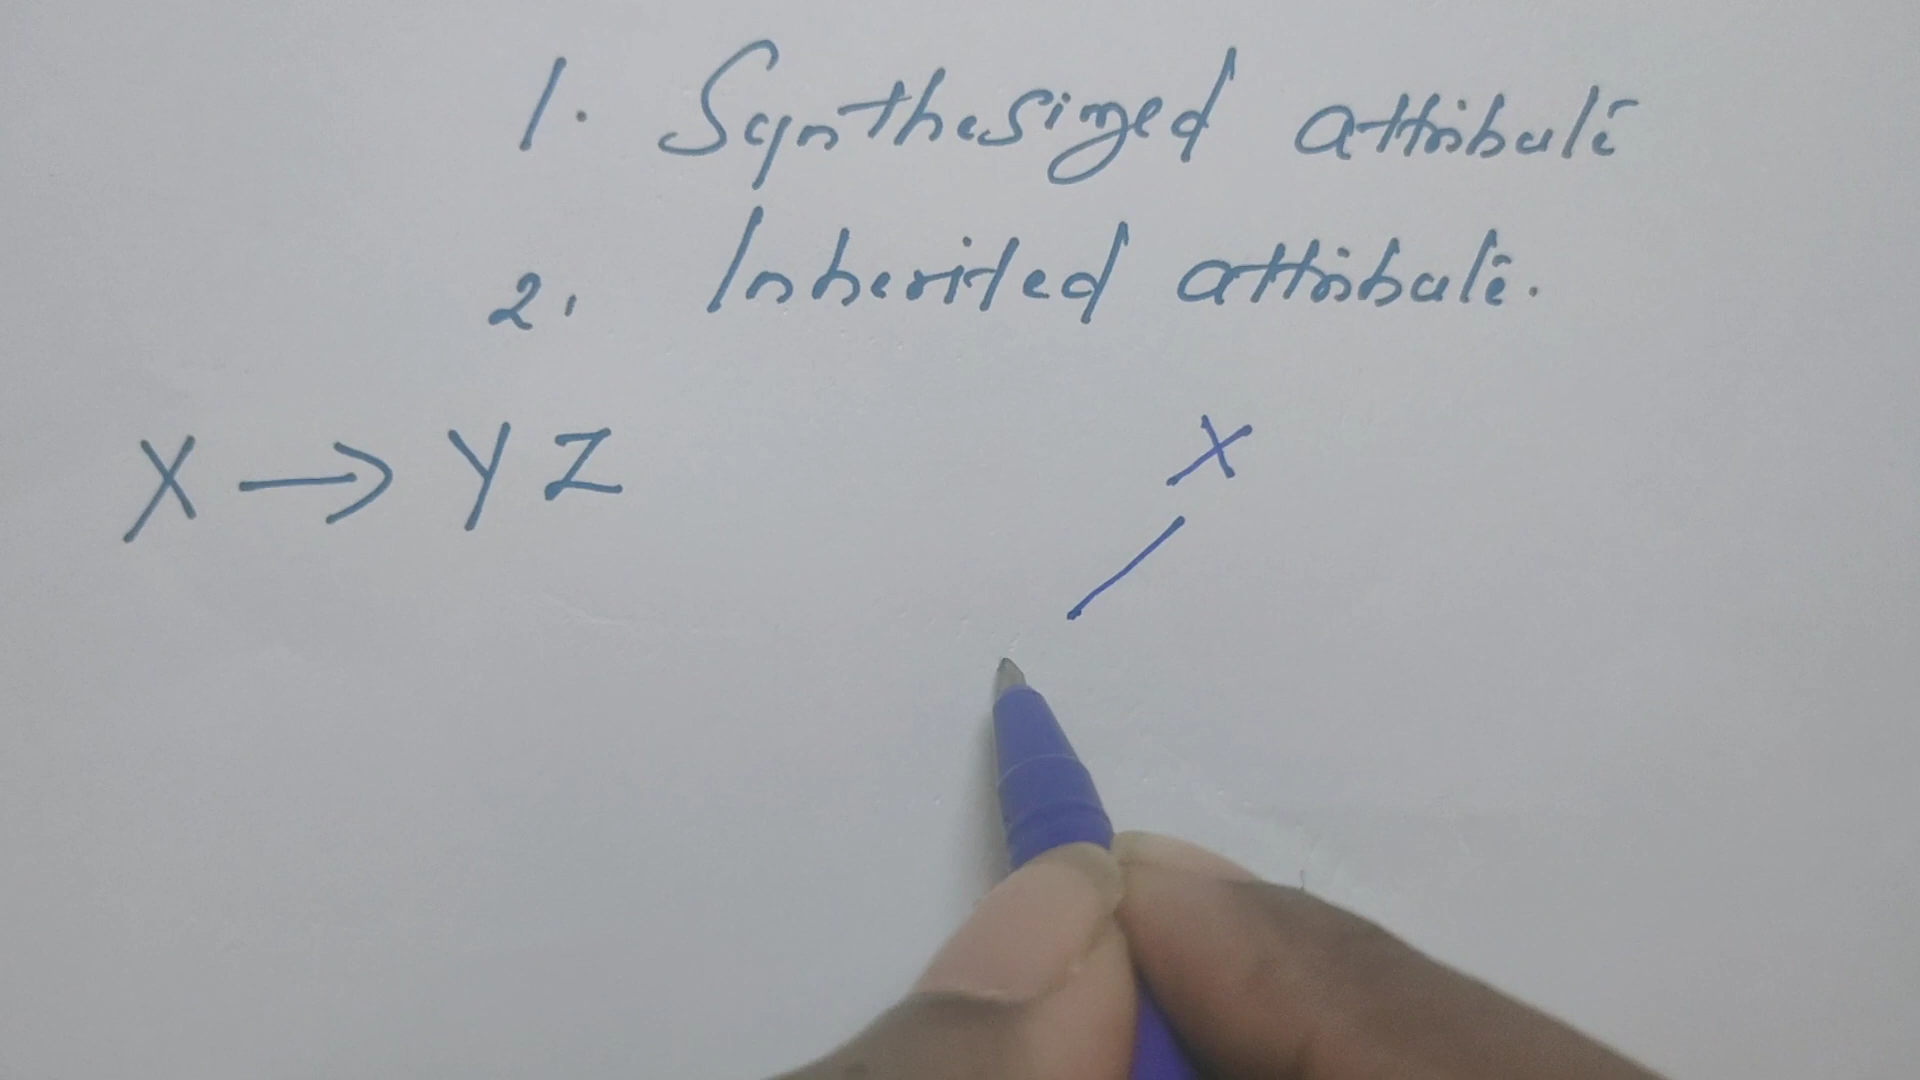 1. Synthesized attribute
2. Inherited attribute.
X → Y Z
X